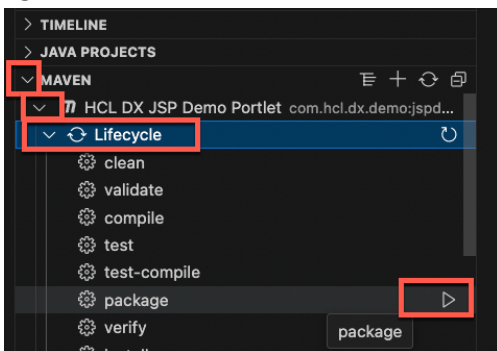 TIMELINE
JAVA PROJECTS
MAVEN
HCL DX JSP Demo Portlet com.hcl.dx.demo:jspd...
Lifecycle
clean
validate
compile
test
test-compile
package
verify
package